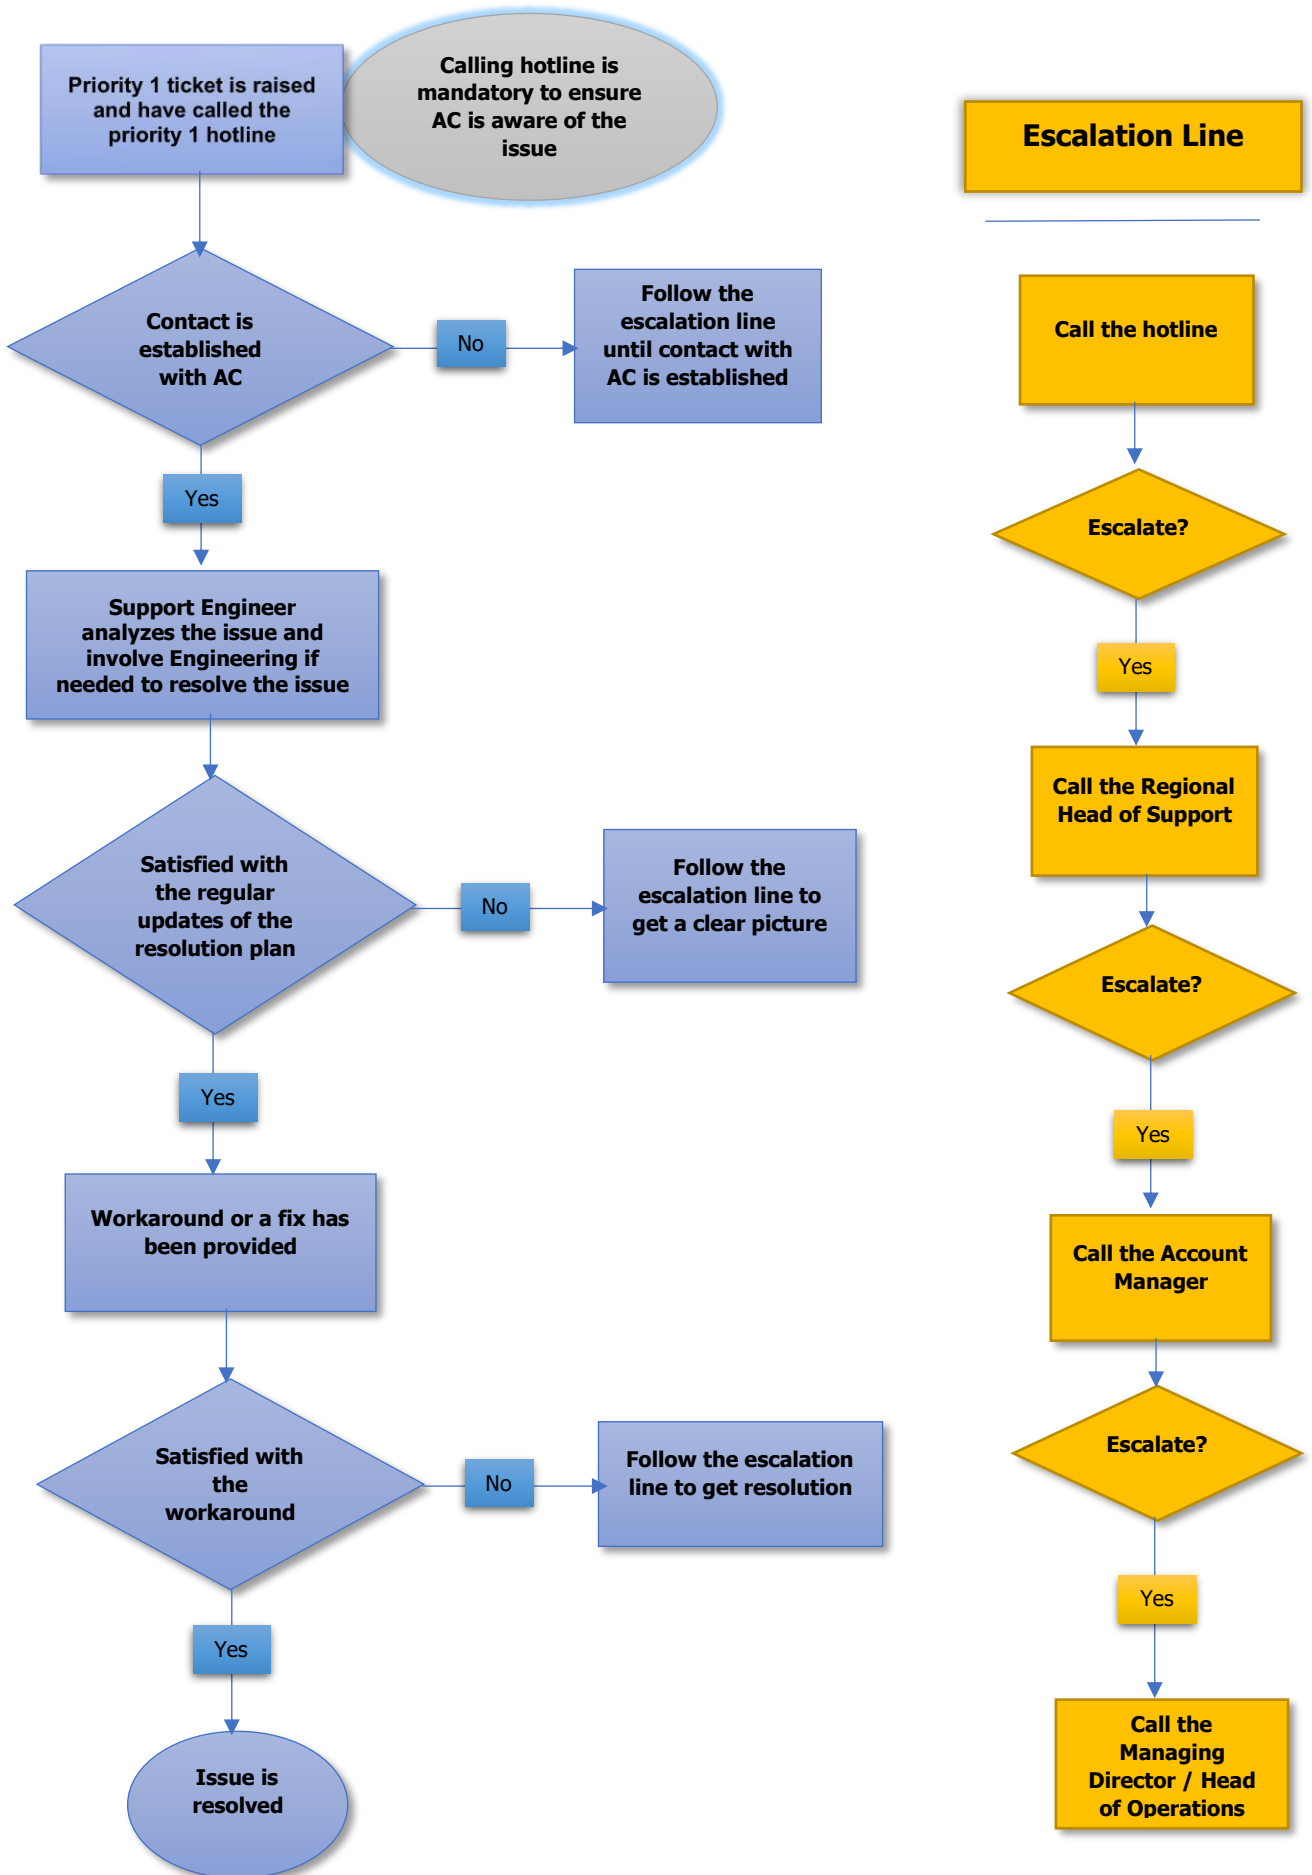 Priority 1 ticket is raised
and have called the
priority 1 hotline
Calling hotline is
mandatory to ensure
AC is aware of the
issue
Contact is
established
with AC
No
Follow the
escalation line
until contact with
AC is established
Yes
Support Engineer
analyzes the issue and
involve Engineering if
needed to resolve the issue
Satisfied with
the regular
updates of the
resolution plan
No
Follow the
escalation line to
get a clear picture
Yes
Workaround or a fix has
been provided
Satisfied with
the
workaround
No
Follow the escalation
line to get resolution
Yes
Issue is
resolved
Escalation Line
Call the hotline
Escalate?
Yes
Call the Regional
Head of Support
Escalate?
Yes
Call the Account
Manager
Escalate?
Yes
Call the
Managing
Director / Head
of Operations